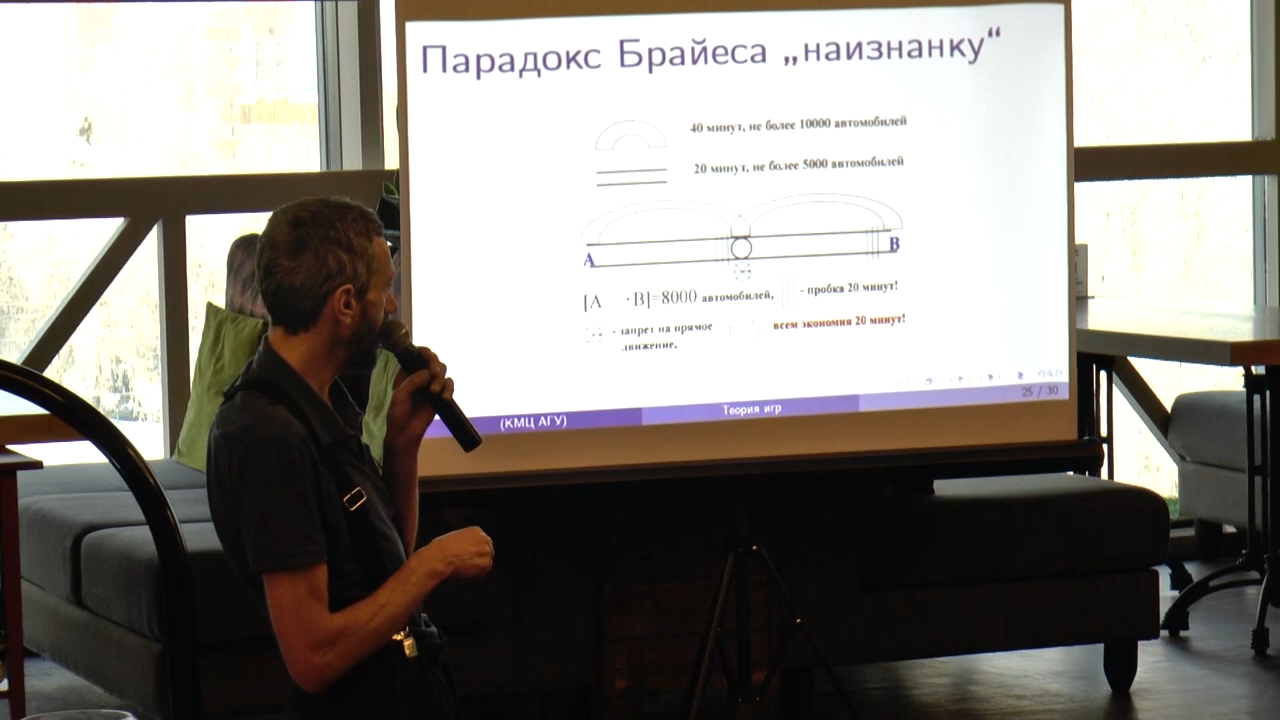 Парадокс Брайеса „наизнанку“
40 минут, не более 10000 автомобилей
20 минут, не более 5000 автомобилей
A
B
[A · B]=8000 автомобилей,
- пробка 20 минут!
- запрет на прямое движение,
всем экономия 20 минут!
25 / 30
(КМЦ АГУ)
Теория игр